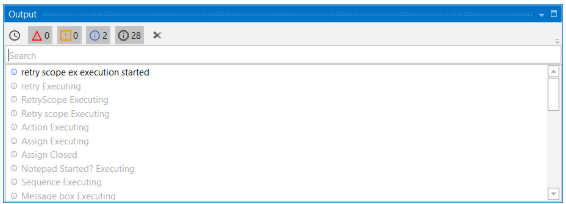 Output
0 0 2 28
Search
retry scope ex execution started
retry Executing
RetryScope Executing
Retry scope Executing
Action Executing
Assign Executing
Assign Closed
Notepad Started? Executing
Sequence Executing
Message box Executing